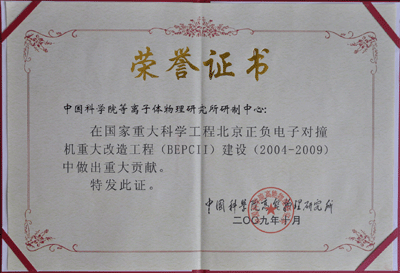 荣誉证书
中国科学院等离子体物理研究所研制中心:
在国家重大科学工程北京正负电子对撞
机重大改造工程(BEPCII)建设(2004-2009)
中做出重大贡献。
特发此证。
中国科学院高能物理研究所
二〇〇九年十月